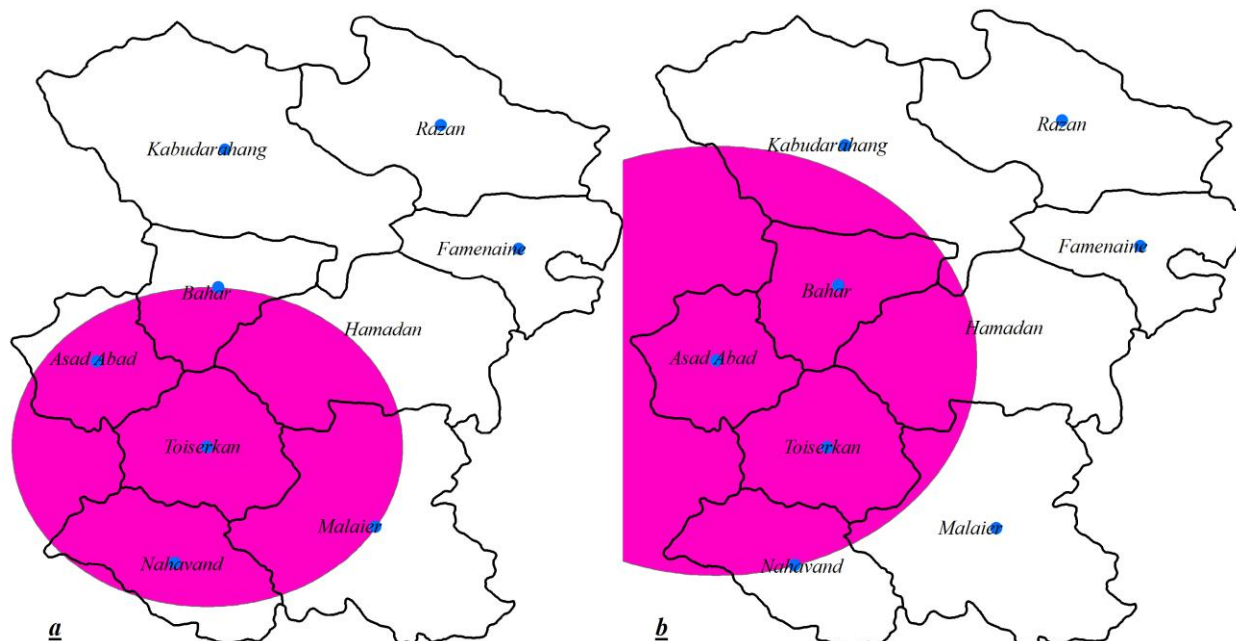 Razan
Kabudarahang
Famenaine
Bahar
Hamadan
Asad Abad
Toiserkan
Malaier
Nahavand
a
Razan
Kabudarahang
Famenaine
Bahar
Hamadan
Asad Abad
Toiserkan
Malaier
Nahavand
b